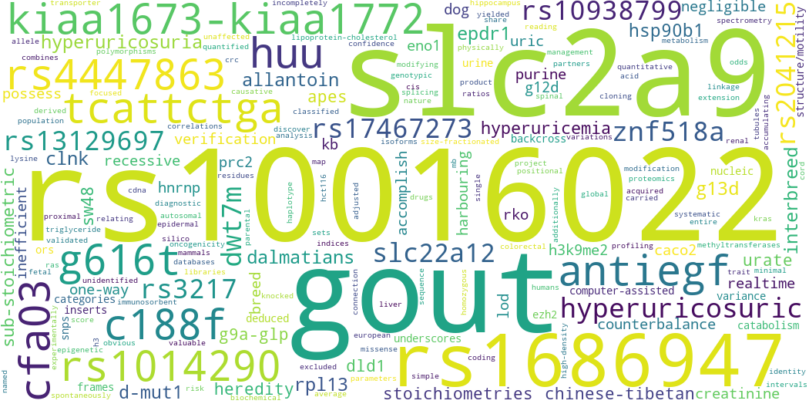 transporter
incompletely
hippocampus
kiaa1673-kiaa1772
dog
rs10938799
negligible
allele
hyperuricosuria
unaffected
lipoprotein-cholesterol
yielded
share
reading
spectrometry
polymorphisms
quantified
confidence
epdr1
hsp90b1
metabolism
rs4447863
huu
slc2a9
physically
management
partners
eno1
uric
combines
epigenetic
crc
modifying
genotypic
urine
quantitative
acid
odds
rs2041215
structure/motility
possess
focused
causative
allantoin
cis
splicing
nature
product
ratios
purine
linkage
extension
tcattctga
derived
population
correlations
classified
apes
g12d
spinal
cloning
renal
tubules
accumulating
rs13129697
verification
discover
analysis
isoforms
size-fractionated
rs17467273
hyperuricemia
variations
backcross
znf518a
lysine
clnk
recessive
kb
map
prc2
residues
project
positional
nucleic
mb
modification
proteomics
acquired
carried
cord
rs10016022
sub-stoichiometric
inefficient
cdna
diagnostic
hnrnp
sw48
dwt7m
haplotype
hct116
adjusted
accomplish
drugs
harbouring
single
additionally
global
g13d
systematic
entire
kras
interbreed
proximal
relating
autosomal
epidermal
parental
sets
indices
rko
ors
triglyceride
validated
silico
oncogenicity
dalmatians
slc22a12
colorectal
h3k9me2
profiling
caco2
methyltransferases
ras
fetal
mammals
databases
g616t
rs3217
knocked
connection
liver
sequence
homozygous
humans
antiegf
trait
minimal
urate
computer-assisted
realtime
unidentified
libraries
one-way
categories
inserts
immunosorbent
breed
gout
lod
ezh2
hyperuricosuric
variance
cfa03
snps
score
c188f
deduced
g9a-glp
european
missense
underscores
high-density
counterbalance
catabolism
h3
experimentally
epigenetic
obvious
valuable
rs1014290
heredity
dld1
excluded
parameters
coding
simple
rs1686947
identity
intervals
named
frames
spontaneously
d-mut1
risk
biochemical
rpl13
average
stoichiometries
chinese-tibetan
creatinine